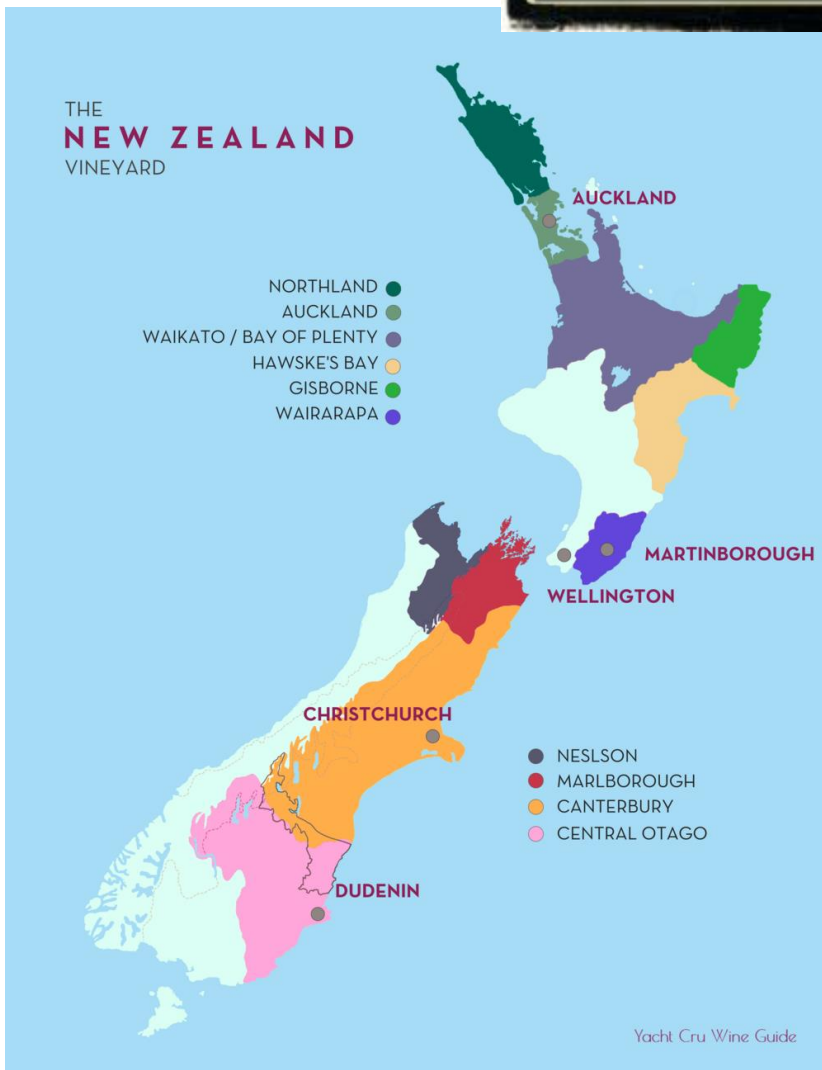 THE
NEW ZEALAND
VINEYARD
AUCKLAND
NORTHLAND
AUCKLAND
WAIKATO / BAY OF PLENTY
HAWSKE'S BAY
GISBORNE
WAIRARAPA
MARTINBOROUGH
WELLINGTON
CHRISTCHURCH
NESLSON
MARLBOROUGH
CANTERBURY
CENTRAL OTAGO
DUDENIN
Yacht Cru Wine Guide